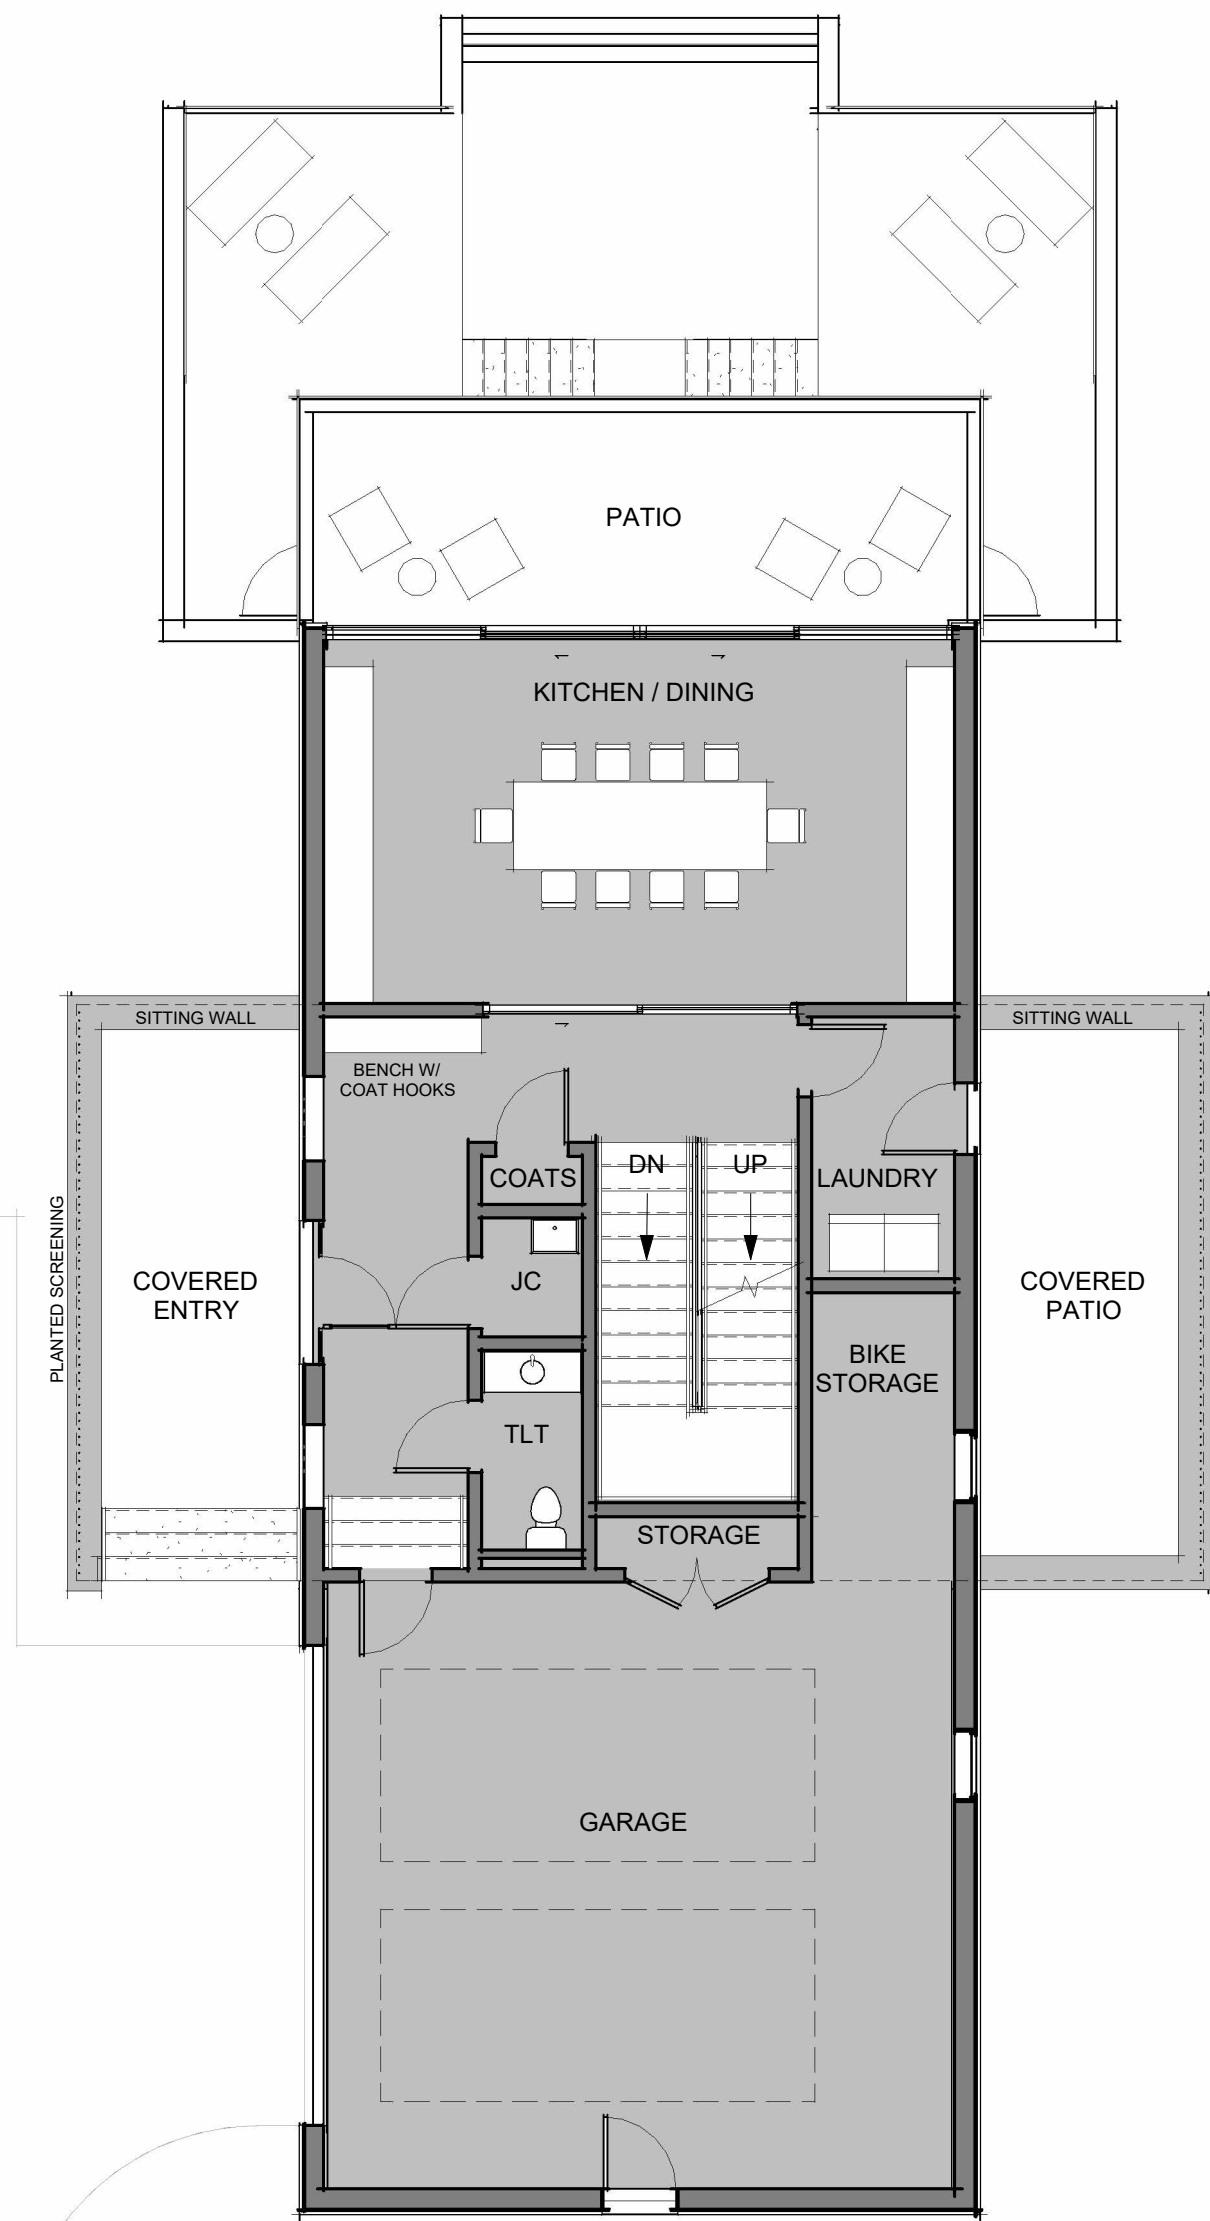 PATIO
KITCHEN / DINING
SITTING WALL
SITTING WALL
BENCH W/
COAT HOOKS
COATS
DN
UP
LAUNDRY
PLANTED SCREENING
COVERED
ENTRY
JC
COVERED
PATIO
BIKE
STORAGE
TLT
STORAGE
GARAGE